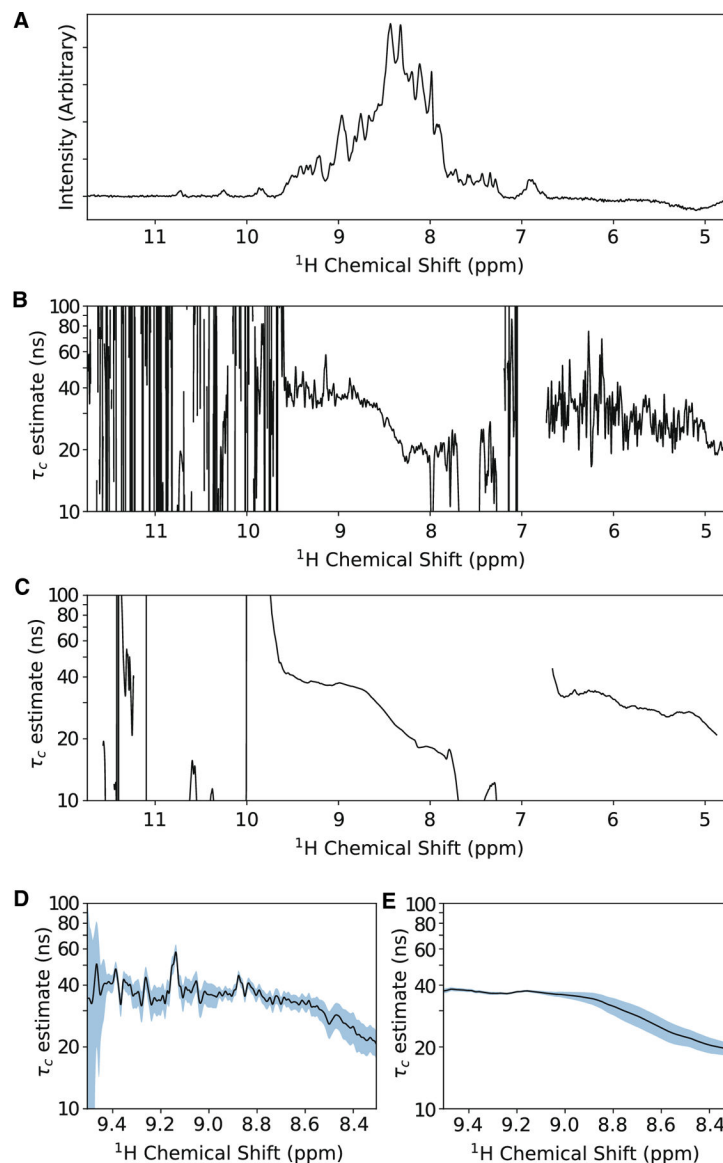 A
Intensity (Arbitrary)
11 10 9 8 7 6 5
¹H Chemical Shift (ppm)
B
100
80
60
40
20
10
τc estimate (ns)
11 10 9 8 7 6 5
¹H Chemical Shift (ppm)
C
100
80
60
40
20
10
τc estimate (ns)
11 10 9 8 7 6 5
¹H Chemical Shift (ppm)
D
100
80
60
40
20
10
τc estimate (ns)
9.4 9.2 9.0 8.8 8.6 8.4
¹H Chemical Shift (ppm)
E
100
80
60
40
20
10
τc estimate (ns)
9.4 9.2 9.0 8.8 8.6 8.4
¹H Chemical Shift (ppm)